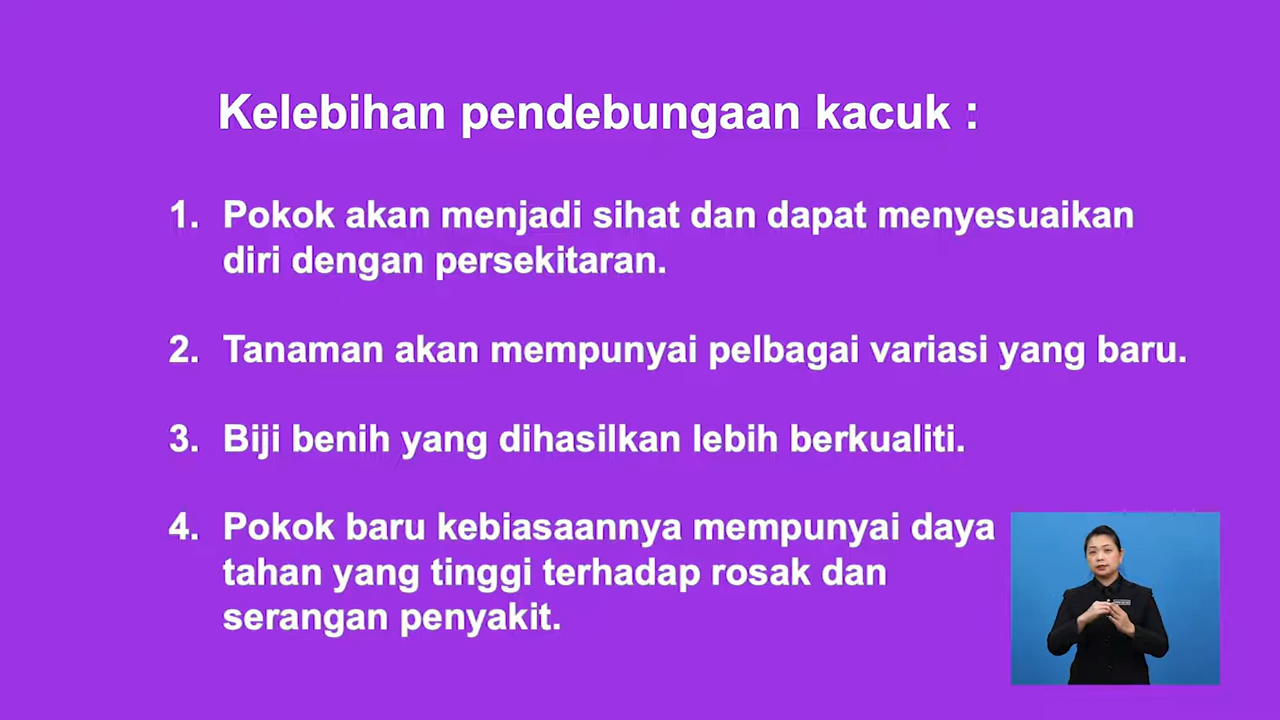 Kelebihan pendebungaan kacuk :
1. Pokok akan menjadi sihat dan dapat menyesuaikan
diri dengan persekitaran.
2. Tanaman akan mempunyai pelbagai variasi yang baru.
3. Biji benih yang dihasilkan lebih berkualiti.
4. Pokok baru kebiasaannya mempunyai daya
tahan yang tinggi terhadap rosak dan
serangan penyakit.